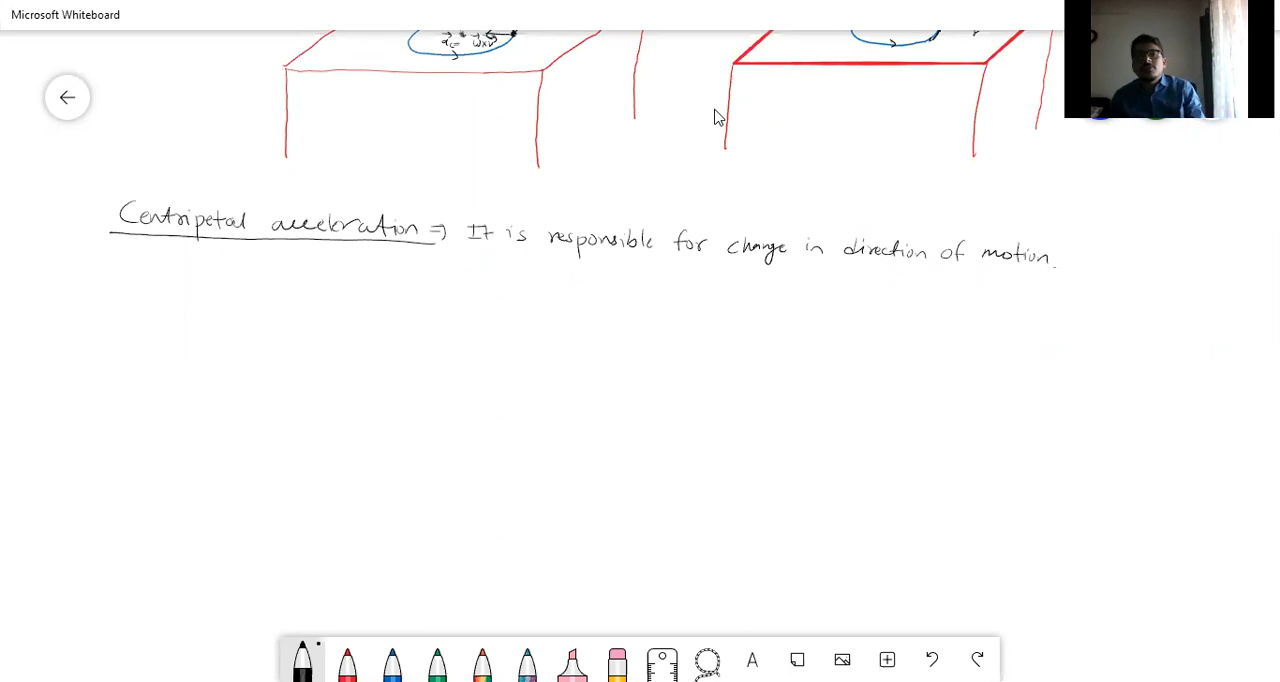 Microsoft Whiteboard
Centripetal acceleration ⇒ It is responsible for change in direction of motion.
A